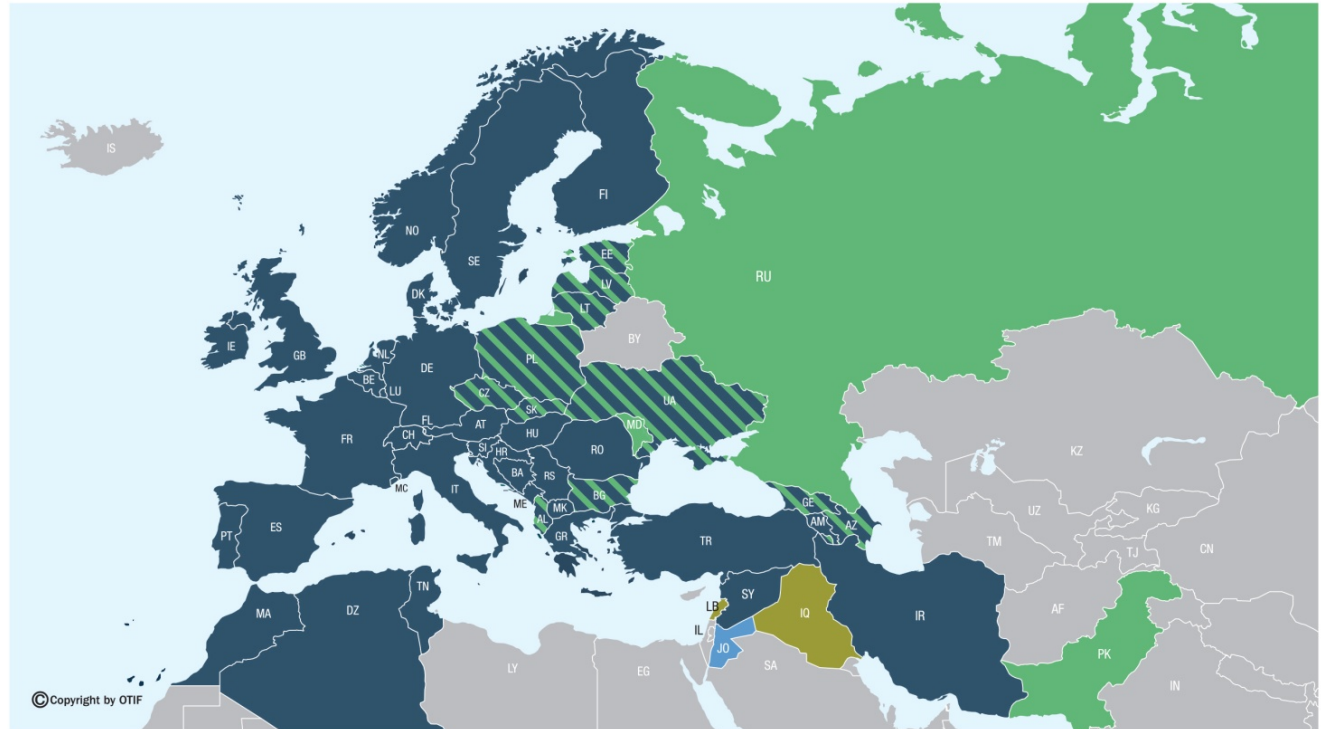 IS
NO
SE
FI
RU
EE
LV
LT
DK
BY
IE
GB
NL
DE
PL
BE
LU
CZ
SK
UA
FL
MD
FR
CH
AT
HU
SI
HR
RO
KZ
BA
RS
MC
IT
ME
MK
BG
AL
GR
GE
AM
AZ
UZ
KG
TM
TJ
CN
PT
ES
TR
MA
DZ
TN
SY
LB
IQ
IR
AF
IL
JO
PK
LY
EG
SA
IN
©Copyright by OTIF